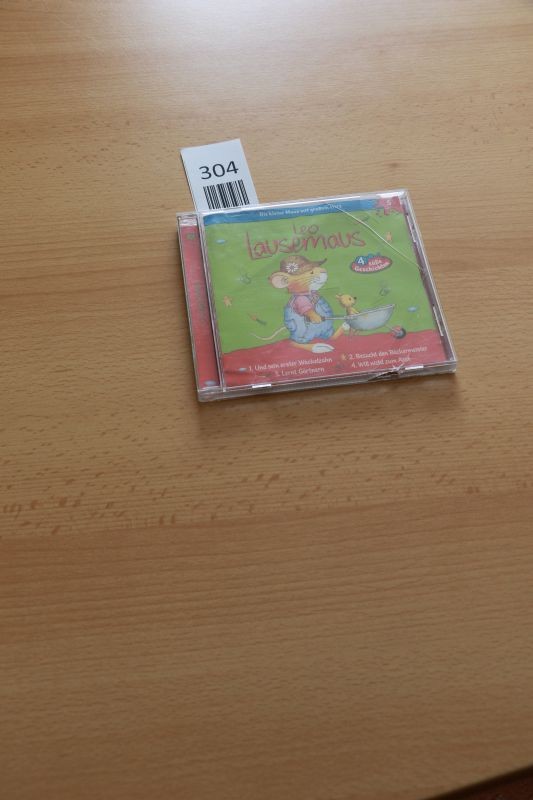 304
Die kleine Maus mit großem Herz
Leo
Lausemaus
4 süße
Geschichten
1. Und sein erster Wackelzahn
2. Besucht den Bäckermeister
3. Lernt Gärtnern
4. Will nicht zum Arzt